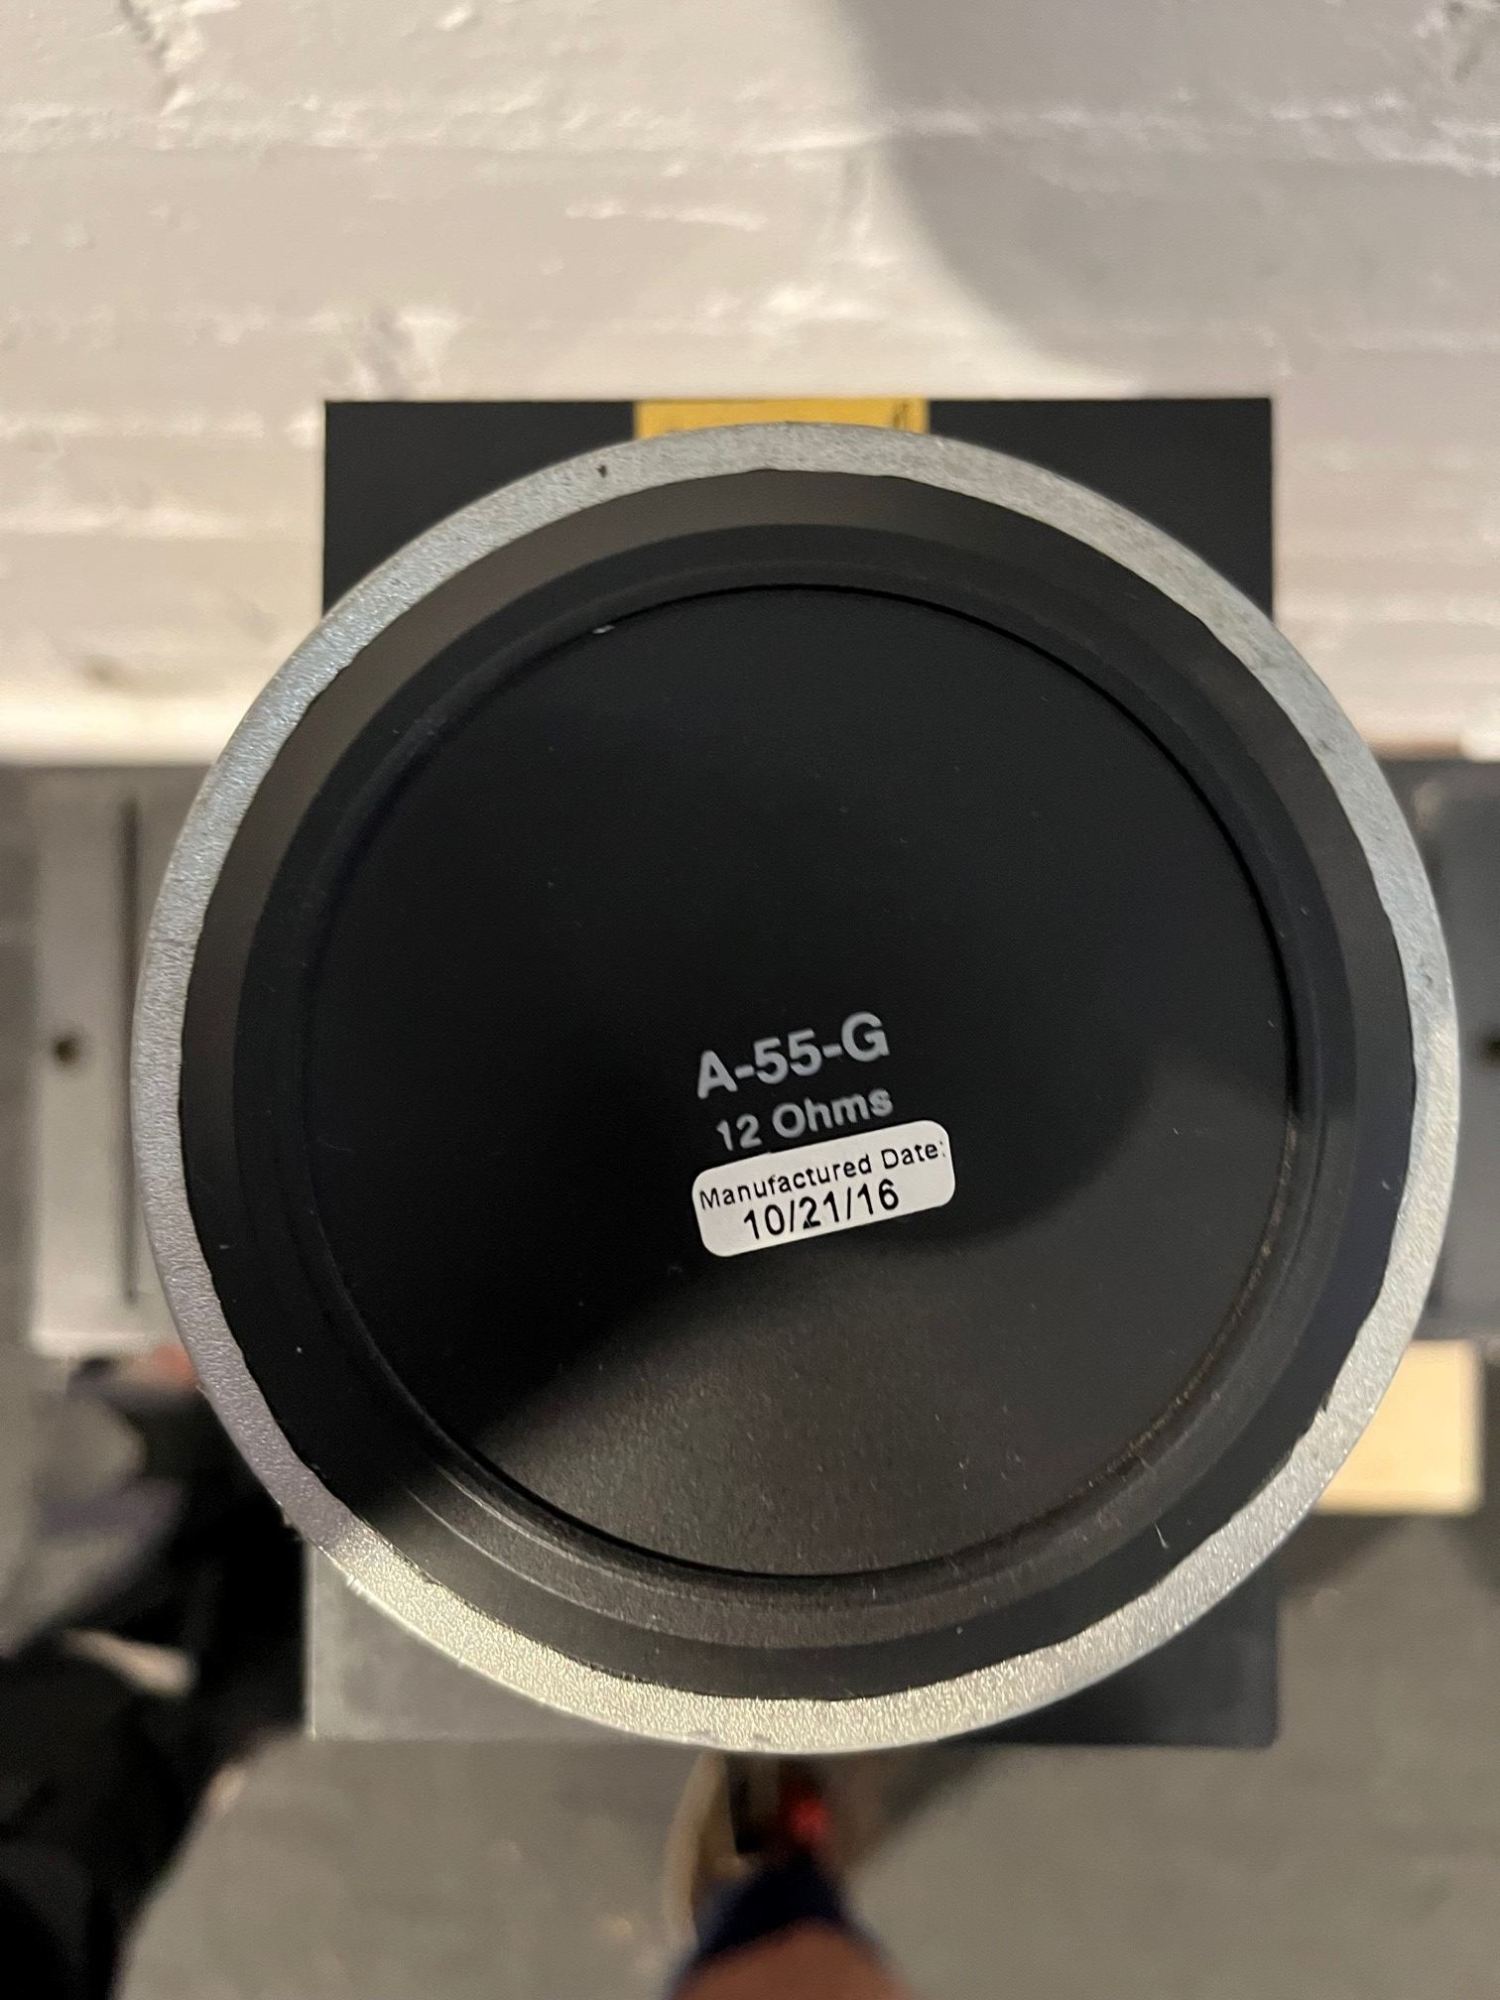 A-55-G
12 Ohms
Manufactured Date:
10/21/16